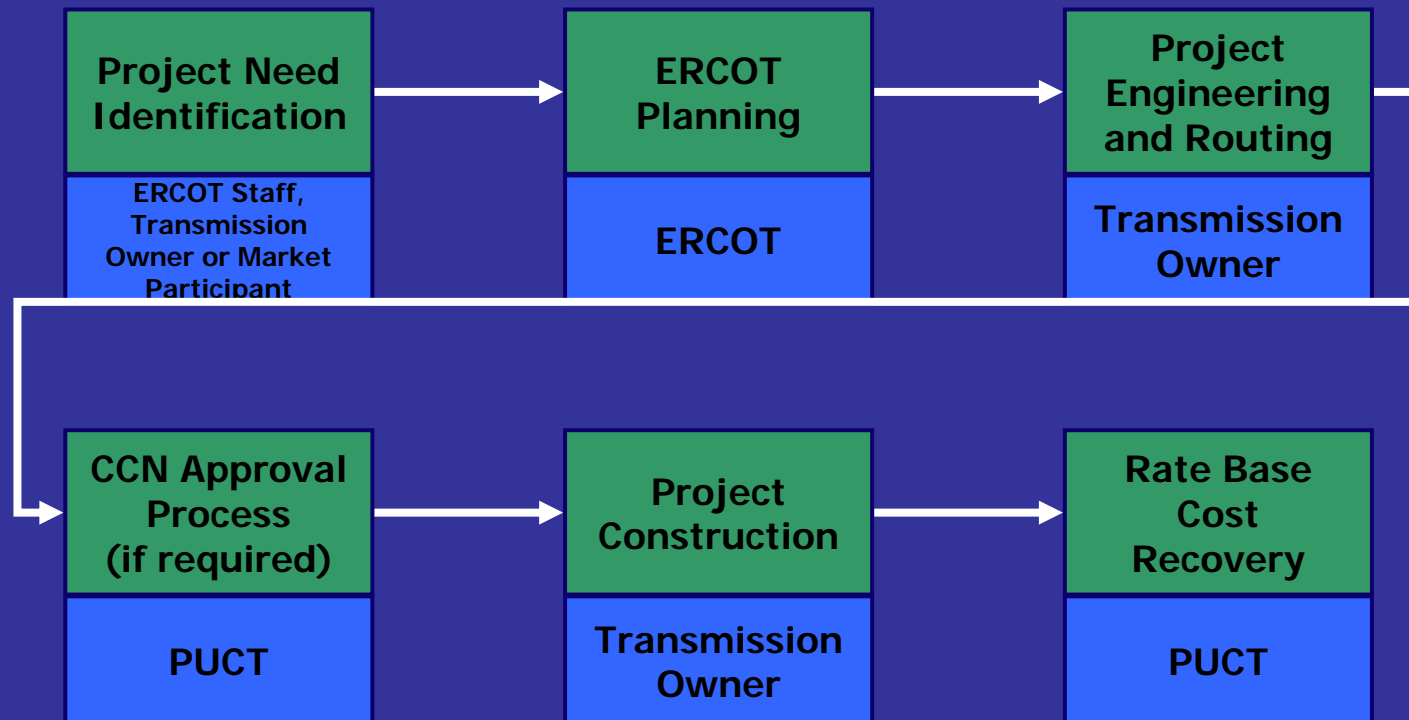 Project Need
Identification
ERCOT
Planning
Project
Engineering
and Routing
ERCOT Staff,
Transmission
Owner or Market
Participant
ERCOT
Transmission
Owner
CCN Approval
Process
(if required)
Project
Construction
Rate Base
Cost
Recovery
PUCT
Transmission
Owner
PUCT